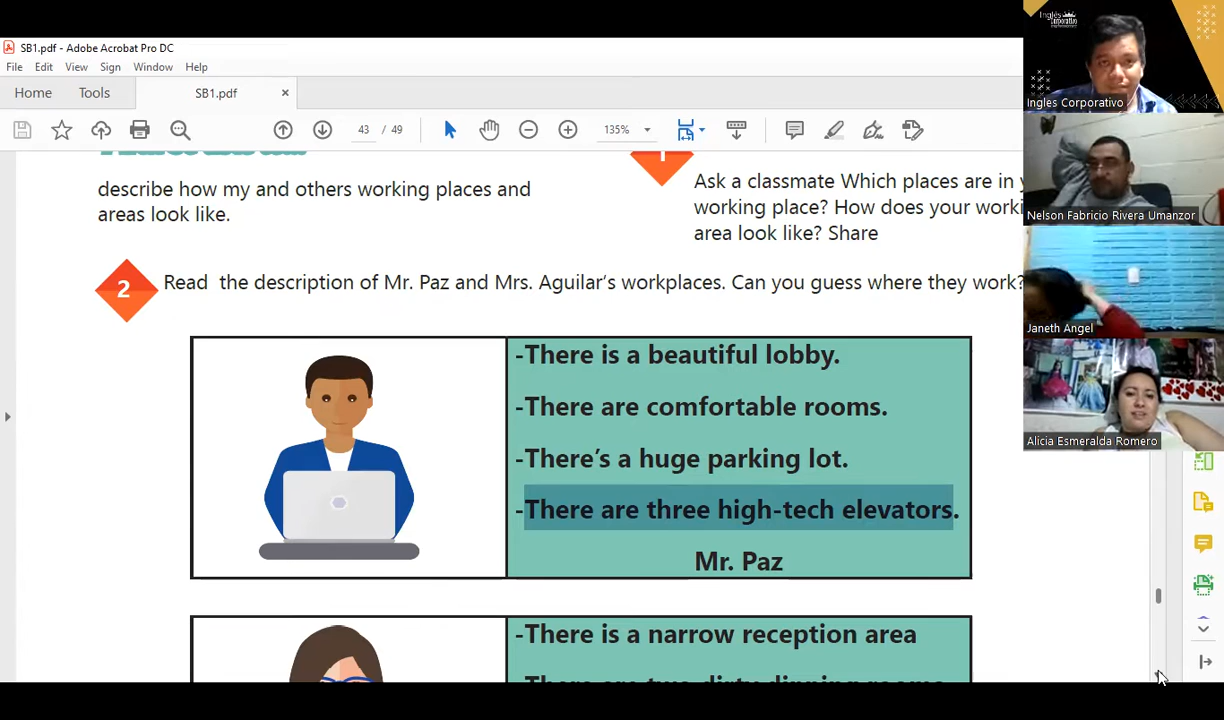 Inglés
Corporativo
SB1.pdf - Adobe Acrobat Pro DC
File Edit View Sign Window Help
Home Tools SB1.pdf ×
43 / 49 135%
Ingles Corporativo
Nelson Fabricio Rivera Umanzor
Janeth Angel
Alicia Esmeralda Romero
describe how my and others working places and
areas look like.
1
Ask a classmate Which places are in
working place? How does your
area look like? Share
2 Read the description of Mr. Paz and Mrs. Aguilar's workplaces. Can you guess where they work?
-There is a beautiful lobby.
-There are comfortable rooms.
-There's a huge parking lot.
-There are three high-tech elevators.
Mr. Paz
-There is a narrow reception area